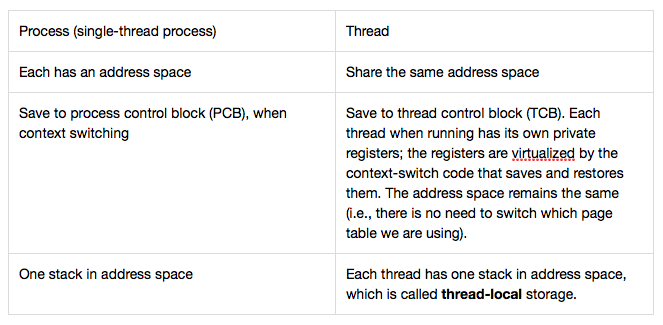 Process (single-thread process)
Thread
Each has an address space
Share the same address space
Save to process control block (PCB), when
context switching
Save to thread control block (TCB). Each
thread when running has its own private
registers; the registers are virtualized by the
context-switch code that saves and restores
them. The address space remains the same
(i.e., there is no need to switch which page
table we are using).
One stack in address space
Each thread has one stack in address space,
which is called thread-local storage.